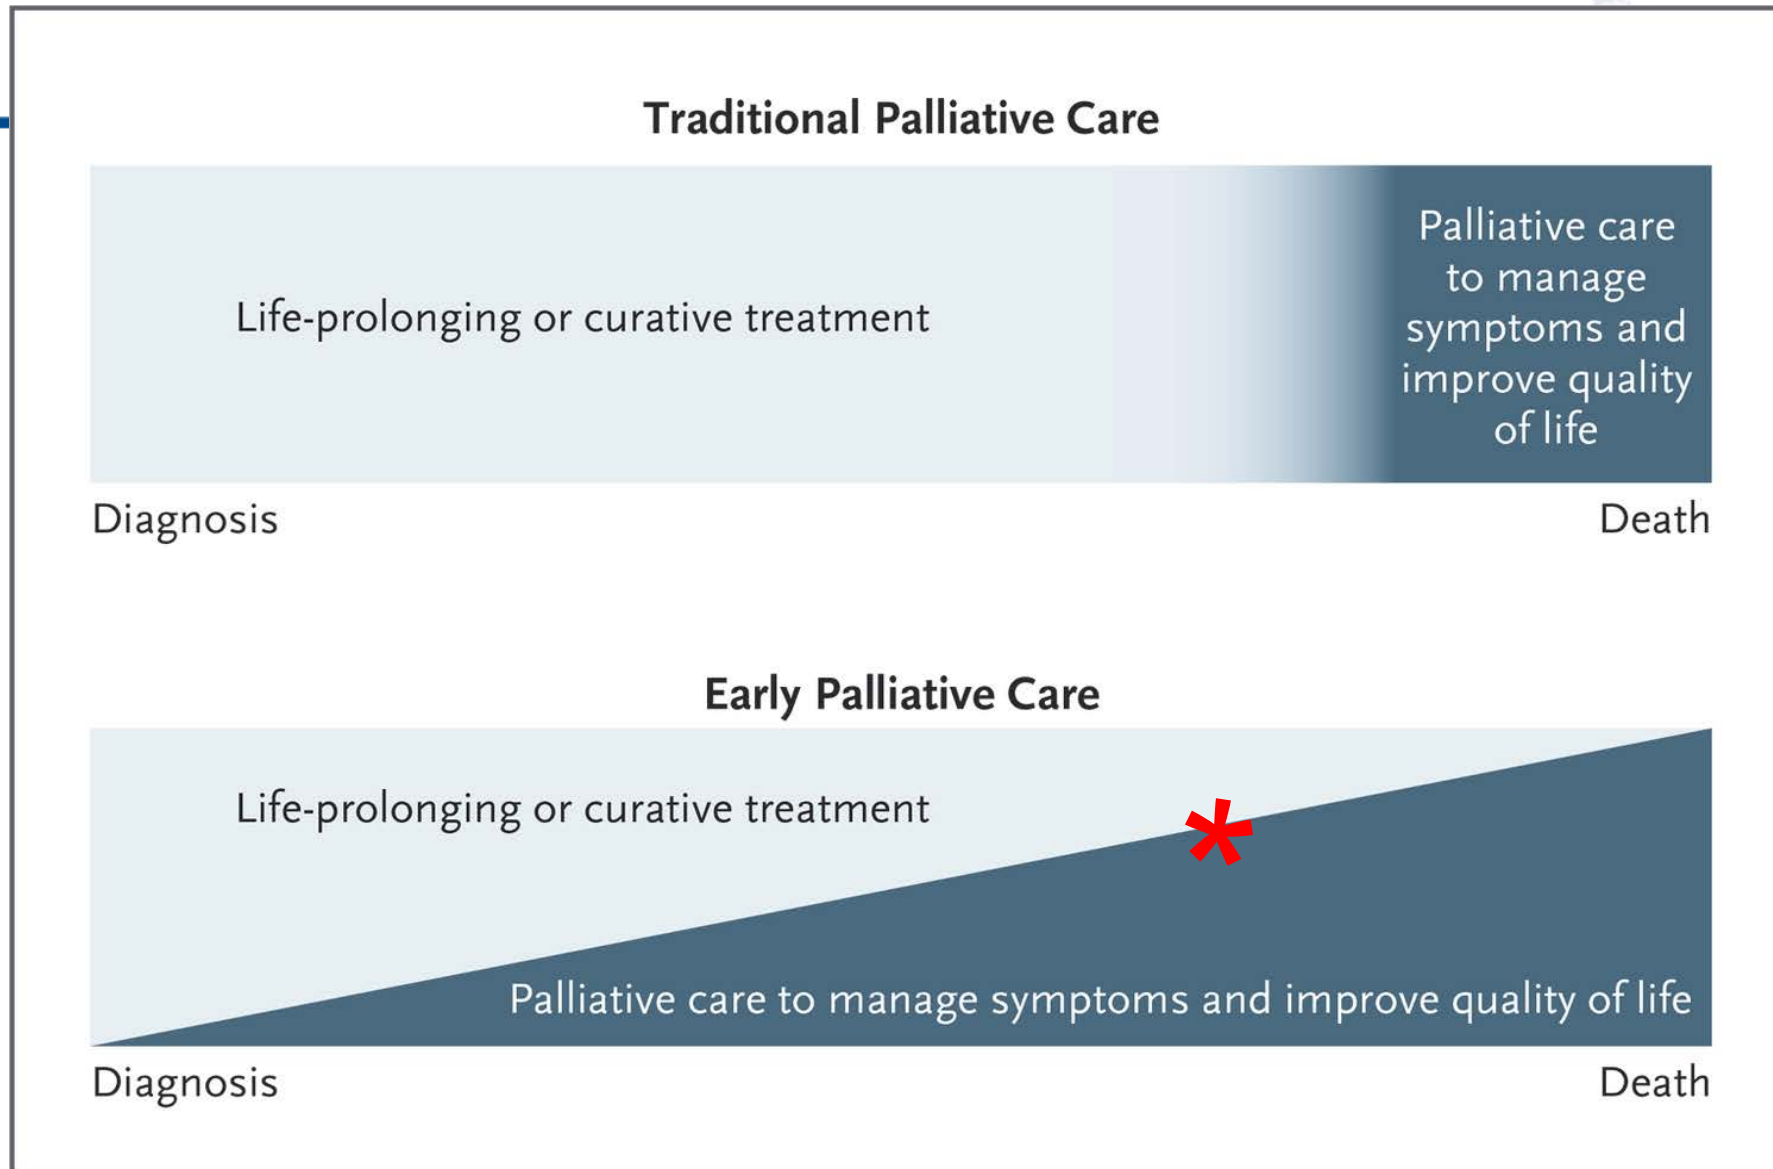 Traditional Palliative Care
Life-prolonging or curative treatment
Palliative care
to manage
symptoms and
improve quality
of life
Diagnosis
Death
Early Palliative Care
Life-prolonging or curative treatment
*
Palliative care to manage symptoms and improve quality of life
Diagnosis
Death